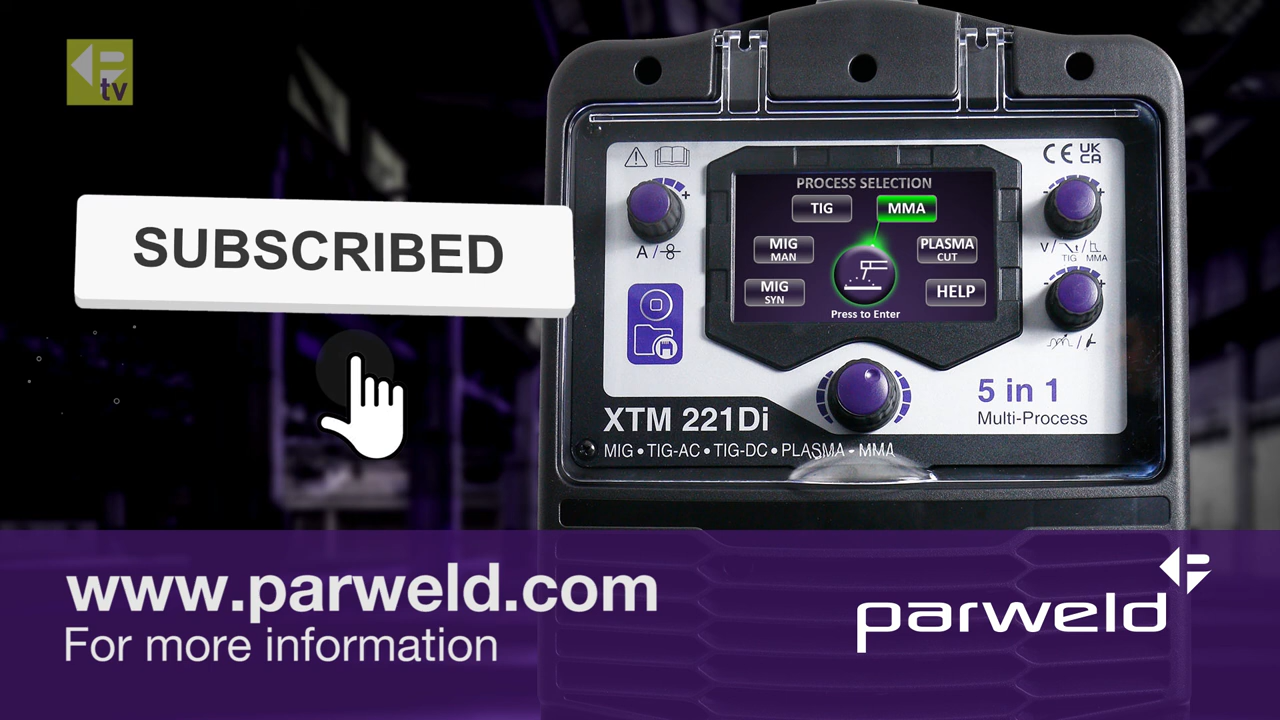 tv
SUBSCRIBED
CE UK CA
PROCESS SELECTION
TIG
MMA
MIG
MAN
PLASMA
CUT
MIG
SYN
HELP
Press to Enter
A /
V /
TIG MMA
5 in 1
Multi-Process
XTM 221Di
MIG • TIG-AC • TIG-DC • PLASMA • MMA
www.parweld.com
For more information
parweld